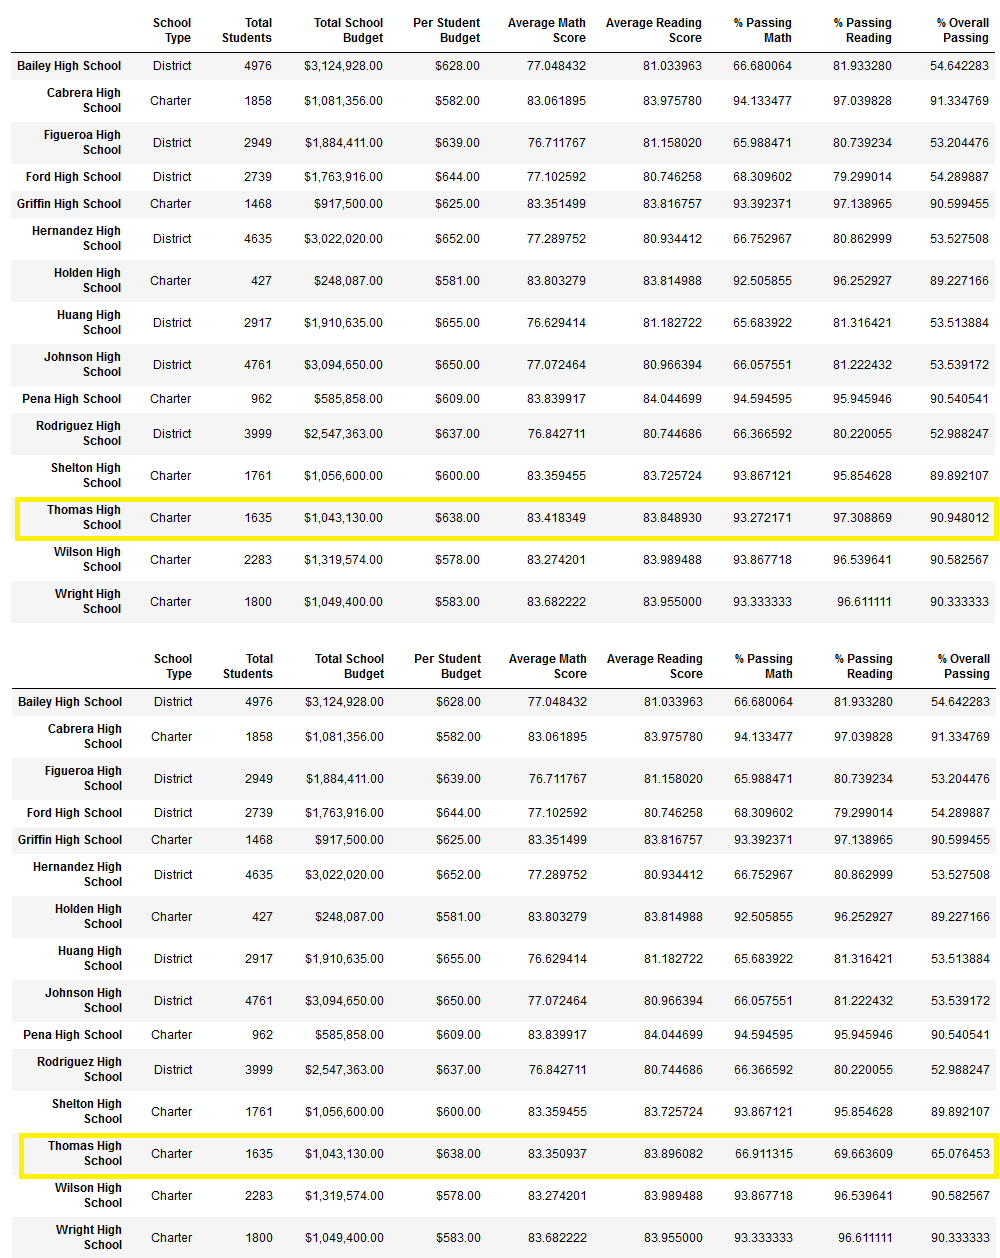 School Type Total Students Total School Budget Per Student Budget Average Math Score Average Reading Score % Passing Math % Passing Reading % Overall Passing
Bailey High School District 4976 $3,124,928.00 $628.00 77.048432 81.033963 66.680064 81.933280 54.642283
Cabrera High School Charter 1858 $1,081,356.00 $582.00 83.061895 83.975780 94.133477 97.039828 91.334769
Figueroa High School District 2949 $1,884,411.00 $639.00 76.711767 81.158020 65.988471 80.739234 53.204476
Ford High School District 2739 $1,763,916.00 $644.00 77.102592 80.746258 68.309602 79.299014 54.289887
Griffin High School Charter 1468 $917,500.00 $625.00 83.351499 83.816757 93.392371 97.138965 90.599455
Hernandez High School District 4635 $3,022,020.00 $652.00 77.289752 80.934412 66.752967 80.862999 53.527508
Holden High School Charter 427 $248,087.00 $581.00 83.803279 83.814988 92.505855 96.252927 89.227166
Huang High School District 2917 $1,910,635.00 $655.00 76.629414 81.182722 65.683922 81.316421 53.513884
Johnson High School District 4761 $3,094,650.00 $650.00 77.072464 80.966394 66.057551 81.222432 53.539172
Pena High School Charter 962 $585,858.00 $609.00 83.839917 84.044699 94.594595 95.945946 90.540541
Rodriguez High School District 3999 $2,547,363.00 $637.00 76.842711 80.744686 66.366592 80.220055 52.988247
Shelton High School Charter 1761 $1,056,600.00 $600.00 83.359455 83.725724 93.867121 95.854628 89.892107
Thomas High School Charter 1635 $1,043,130.00 $638.00 83.418349 83.848930 93.272171 97.308869 90.948012
Wilson High School Charter 2283 $1,319,574.00 $578.00 83.274201 83.989488 93.867718 96.539641 90.582567
Wright High School Charter 1800 $1,049,400.00 $583.00 83.682222 83.955000 93.333333 96.611111 90.333333
School Type Total Students Total School Budget Per Student Budget Average Math Score Average Reading Score % Passing Math % Passing Reading % Overall Passing
Bailey High School District 4976 $3,124,928.00 $628.00 77.048432 81.033963 66.680064 81.933280 54.642283
Cabrera High School Charter 1858 $1,081,356.00 $582.00 83.061895 83.975780 94.133477 97.039828 91.334769
Figueroa High School District 2949 $1,884,411.00 $639.00 76.711767 81.158020 65.988471 80.739234 53.204476
Ford High School District 2739 $1,763,916.00 $644.00 77.102592 80.746258 68.309602 79.299014 54.289887
Griffin High School Charter 1468 $917,500.00 $625.00 83.351499 83.816757 93.392371 97.138965 90.599455
Hernandez High School District 4635 $3,022,020.00 $652.00 77.289752 80.934412 66.752967 80.862999 53.527508
Holden High School Charter 427 $248,087.00 $581.00 83.803279 83.814988 92.505855 96.252927 89.227166
Huang High School District 2917 $1,910,635.00 $655.00 76.629414 81.182722 65.683922 81.316421 53.513884
Johnson High School District 4761 $3,094,650.00 $650.00 77.072464 80.966394 66.057551 81.222432 53.539172
Pena High School Charter 962 $585,858.00 $609.00 83.839917 84.044699 94.594595 95.945946 90.540541
Rodriguez High School District 3999 $2,547,363.00 $637.00 76.842711 80.744686 66.366592 80.220055 52.988247
Shelton High School Charter 1761 $1,056,600.00 $600.00 83.359455 83.725724 93.867121 95.854628 89.892107
Thomas High School Charter 1635 $1,043,130.00 $638.00 83.350937 83.896082 66.911315 69.663609 65.076453
Wilson High School Charter 2283 $1,319,574.00 $578.00 83.274201 83.989488 93.867718 96.539641 90.582567
Wright High School Charter 1800 $1,049,400.00 $583.00 83.682222 83.955000 93.333333 96.611111 90.333333